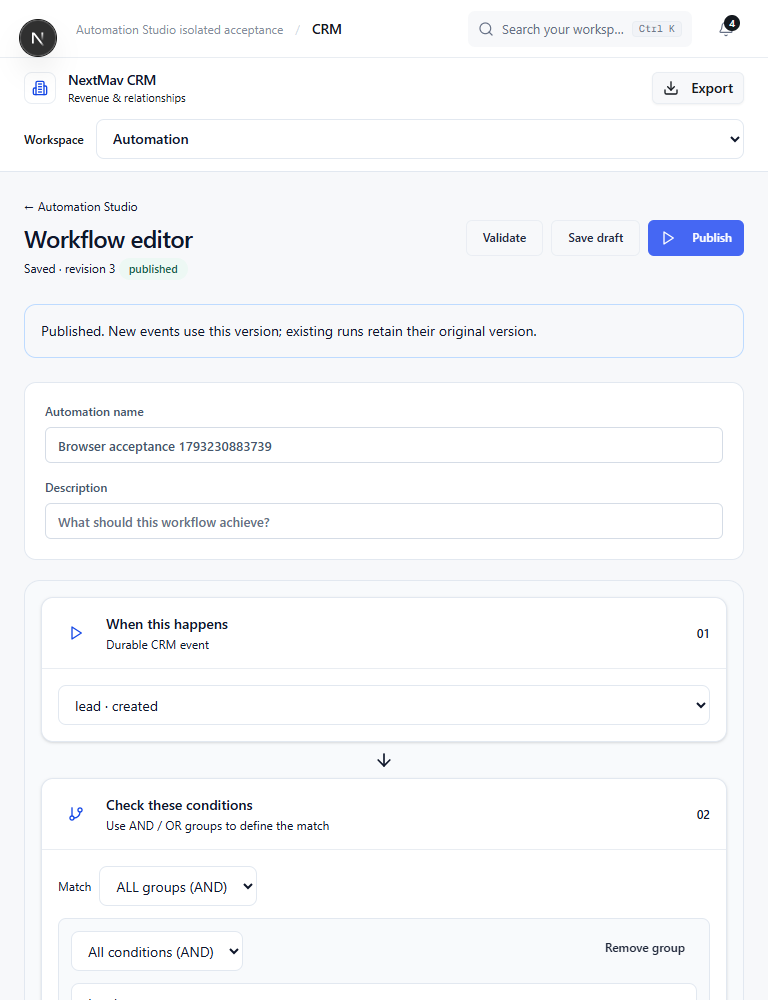 N
Automation Studio isolated acceptance / CRM
Search your worksp... Ctrl K
4
NextMav CRM
Revenue & relationships
Export
Workspace
Automation
← Automation Studio
Workflow editor
Validate
Save draft
Publish
Saved · revision 3 published
Published. New events use this version; existing runs retain their original version.
Automation name
Browser acceptance 1793230883739
Description
What should this workflow achieve?
When this happens
Durable CRM event
01
lead · created
Check these conditions
Use AND / OR groups to define the match
02
Match ALL groups (AND)
All conditions (AND)
Remove group